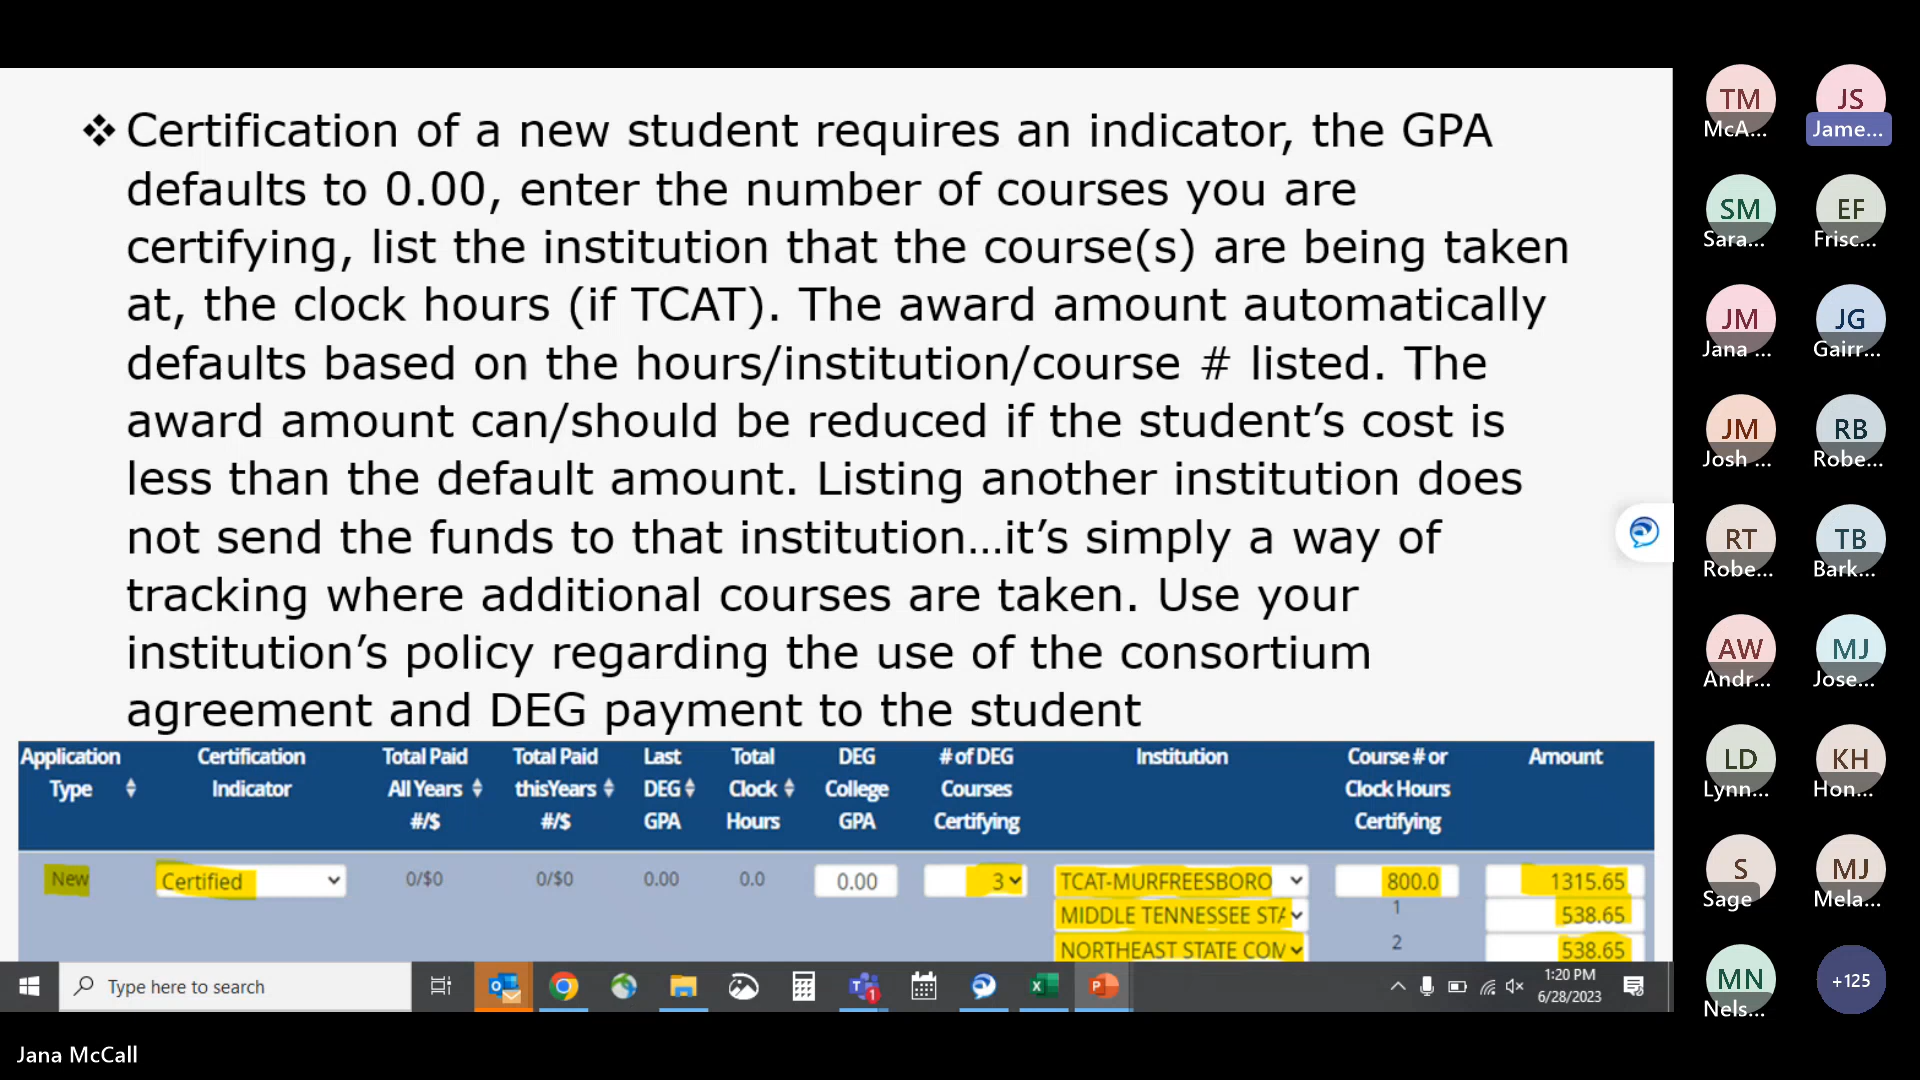 ❖ Certification of a new student requires an indicator, the GPA
defaults to 0.00, enter the number of courses you are
certifying, list the institution that the course(s) are being taken
at, the clock hours (if TCAT). The award amount automatically
defaults based on the hours/institution/course # listed. The
award amount can/should be reduced if the student’s cost is
less than the default amount. Listing another institution does
not send the funds to that institution…it’s simply a way of
tracking where additional courses are taken. Use your
institution’s policy regarding the use of the consortium
agreement and DEG payment to the student
Application Type
Certification Indicator
Total Paid All Years #/$
Total Paid thisYears #/$
Last DEG GPA
Total Clock Hours
DEG College GPA
# of DEG Courses Certifying
Institution
Course # or Clock Hours Certifying
Amount
New Certified 0/$0 0/$0 0.00 0.0 0.00 3 TCAT-MURFREESBORO 800.0 1315.65
MIDDLE TENNESSEE STA 1 538.65
NORTHEAST STATE COM 2 538.65
Type here to search
1
1:20 PM
6/28/2023
Jana McCall
TM
McA...
JS
Jame...
SM
Sara...
EF
Frisc...
JM
Jana ...
JG
Gairr...
JM
Josh ...
RB
Robe...
RT
Robe...
TB
Bark...
AW
Andr...
MJ
Jose...
LD
Lynn...
KH
Hon...
S
Sage
MJ
Mela...
MN
Nels...
+125